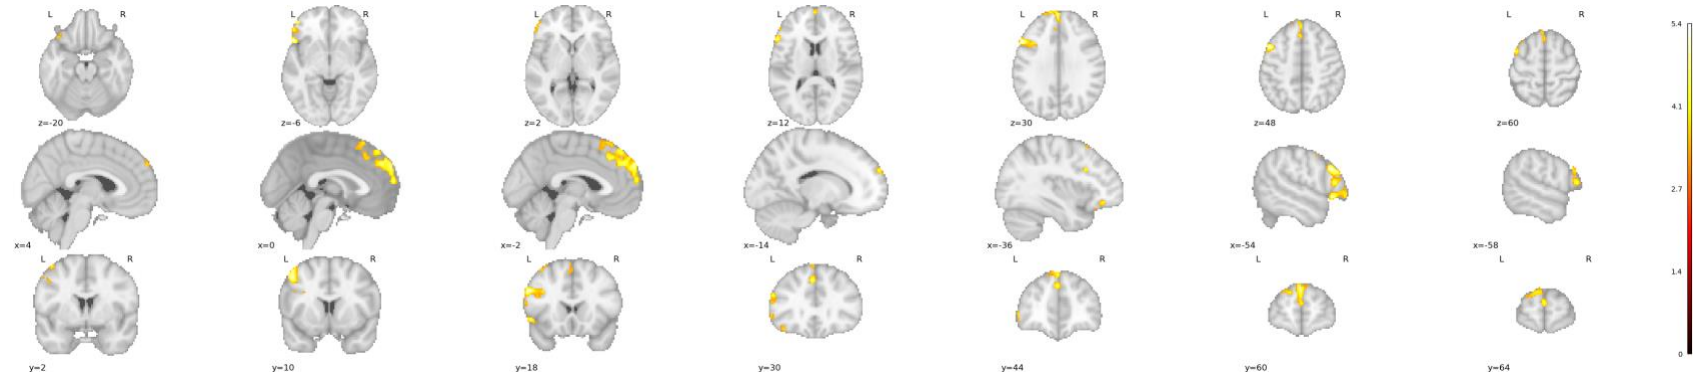 L R L R L R L R L R L R L R
5.4
z=-20 z=-6 z=2 z=12 z=30 z=48 z=60
4.1
2.7
x=4 x=0 x=-2 x=-14 x=-36 x=-54 x=-58
L R L R L R L R L R L R L R
1.4
0
y=2 y=10 y=18 y=30 y=44 y=60 y=64